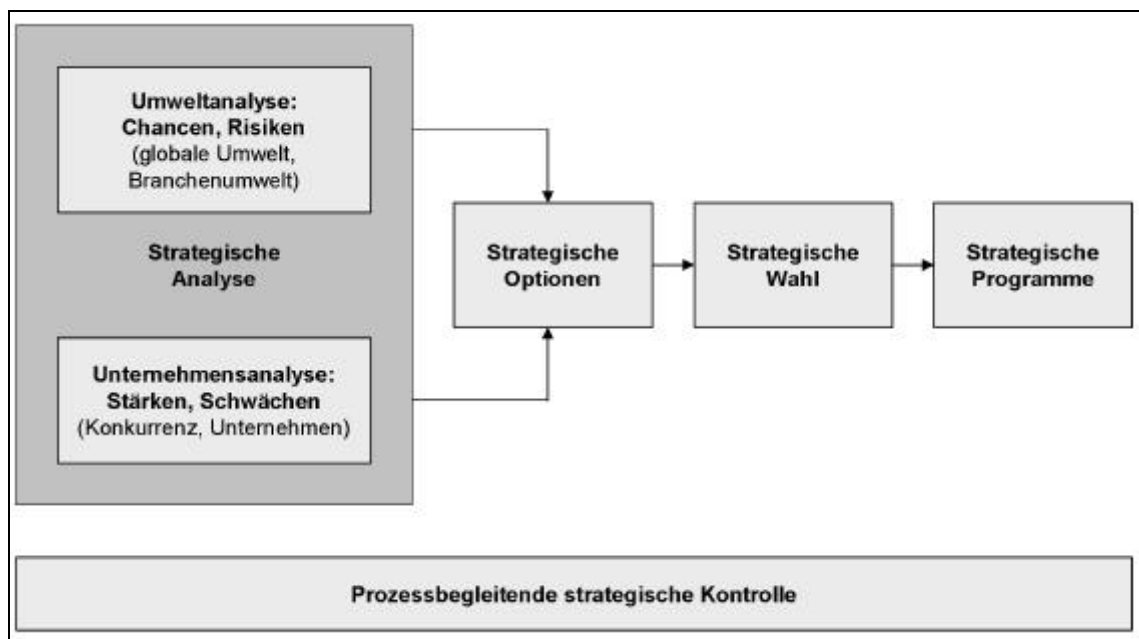 Umweltanalyse:
Chancen, Risiken
(globale Umwelt,
Branchenumwelt)
Strategische
Analyse
Unternehmensanalyse:
Stärken, Schwächen
(Konkurrenz, Unternehmen)
Strategische
Optionen
Strategische
Wahl
Strategische
Programme
Prozessbegleitende strategische Kontrolle